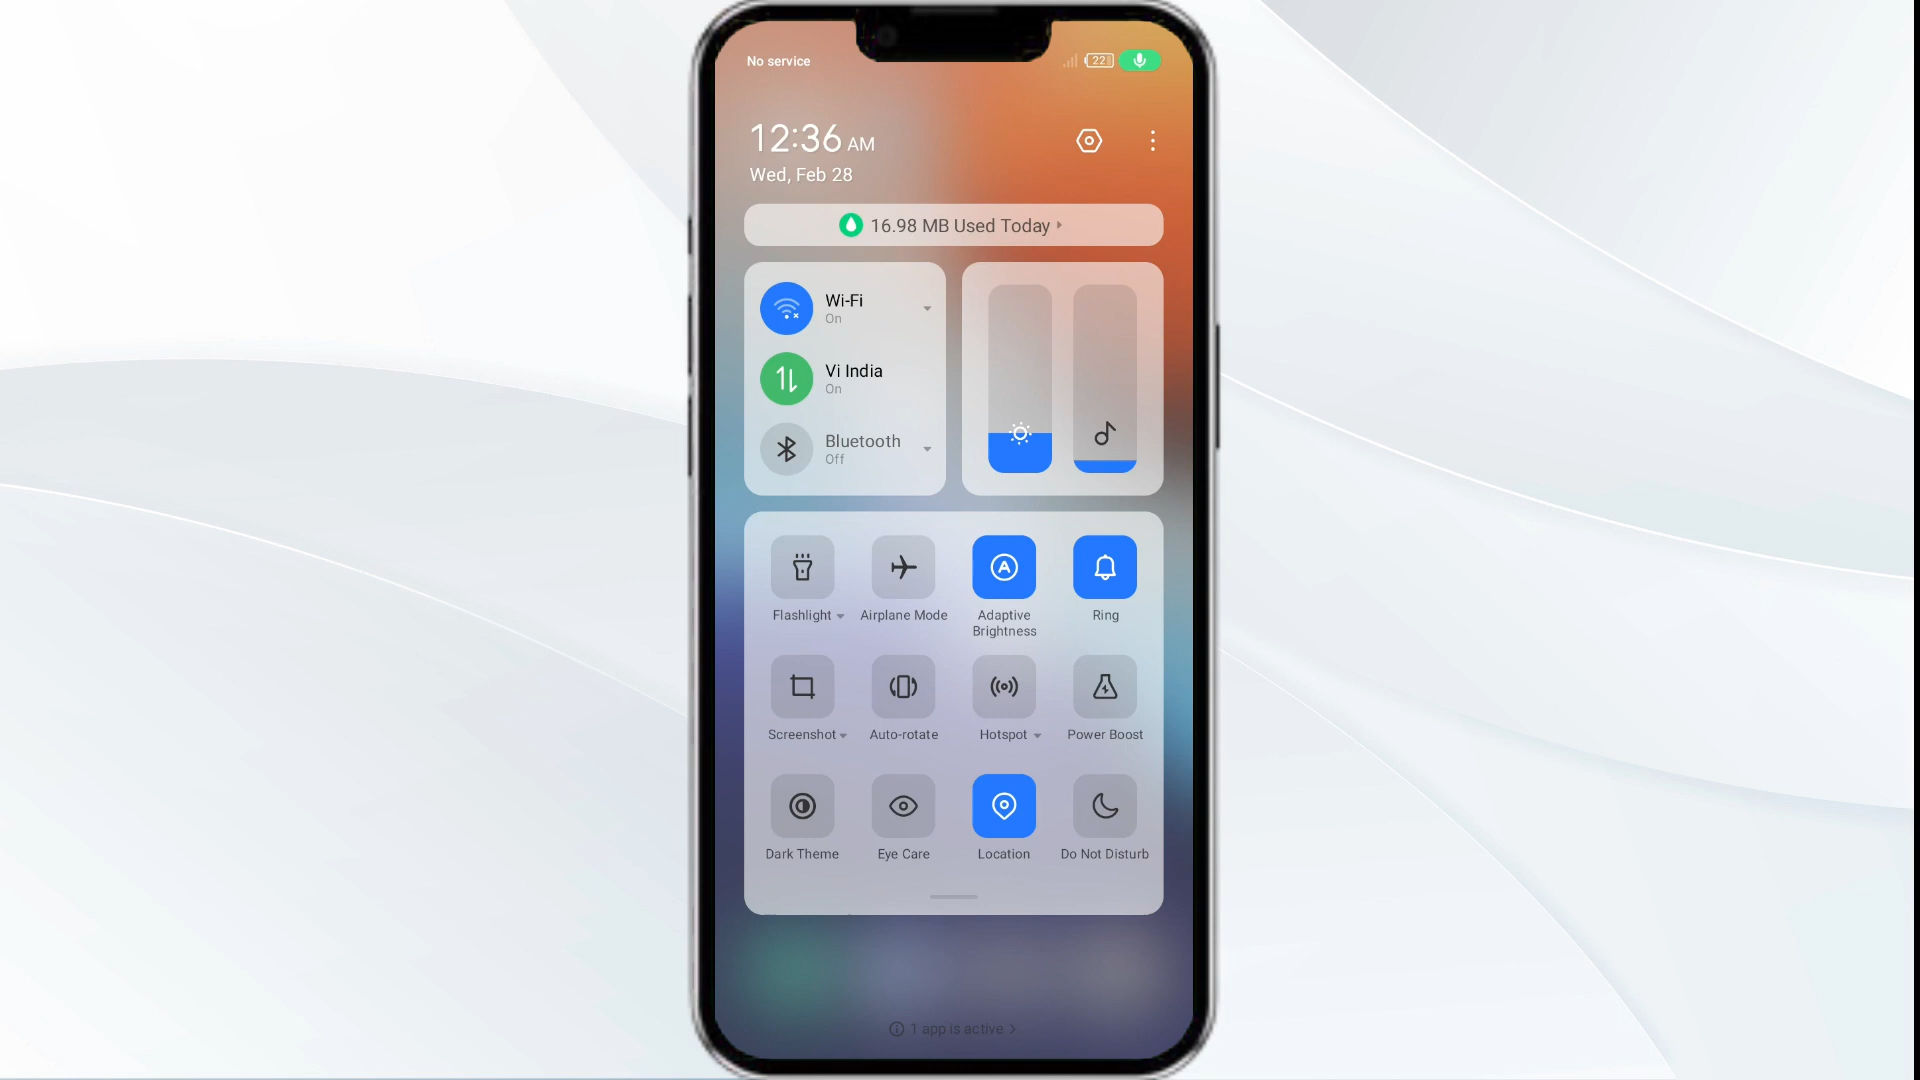 No service
22
12:36 AM
Wed, Feb 28
16.98 MB Used Today
Wi-Fi
On
Vi India
On
Bluetooth
Off
Flashlight
Airplane Mode
Adaptive
Brightness
Ring
Screenshot
Auto-rotate
Hotspot
Power Boost
Dark Theme
Eye Care
Location
Do Not Disturb
1 app is active